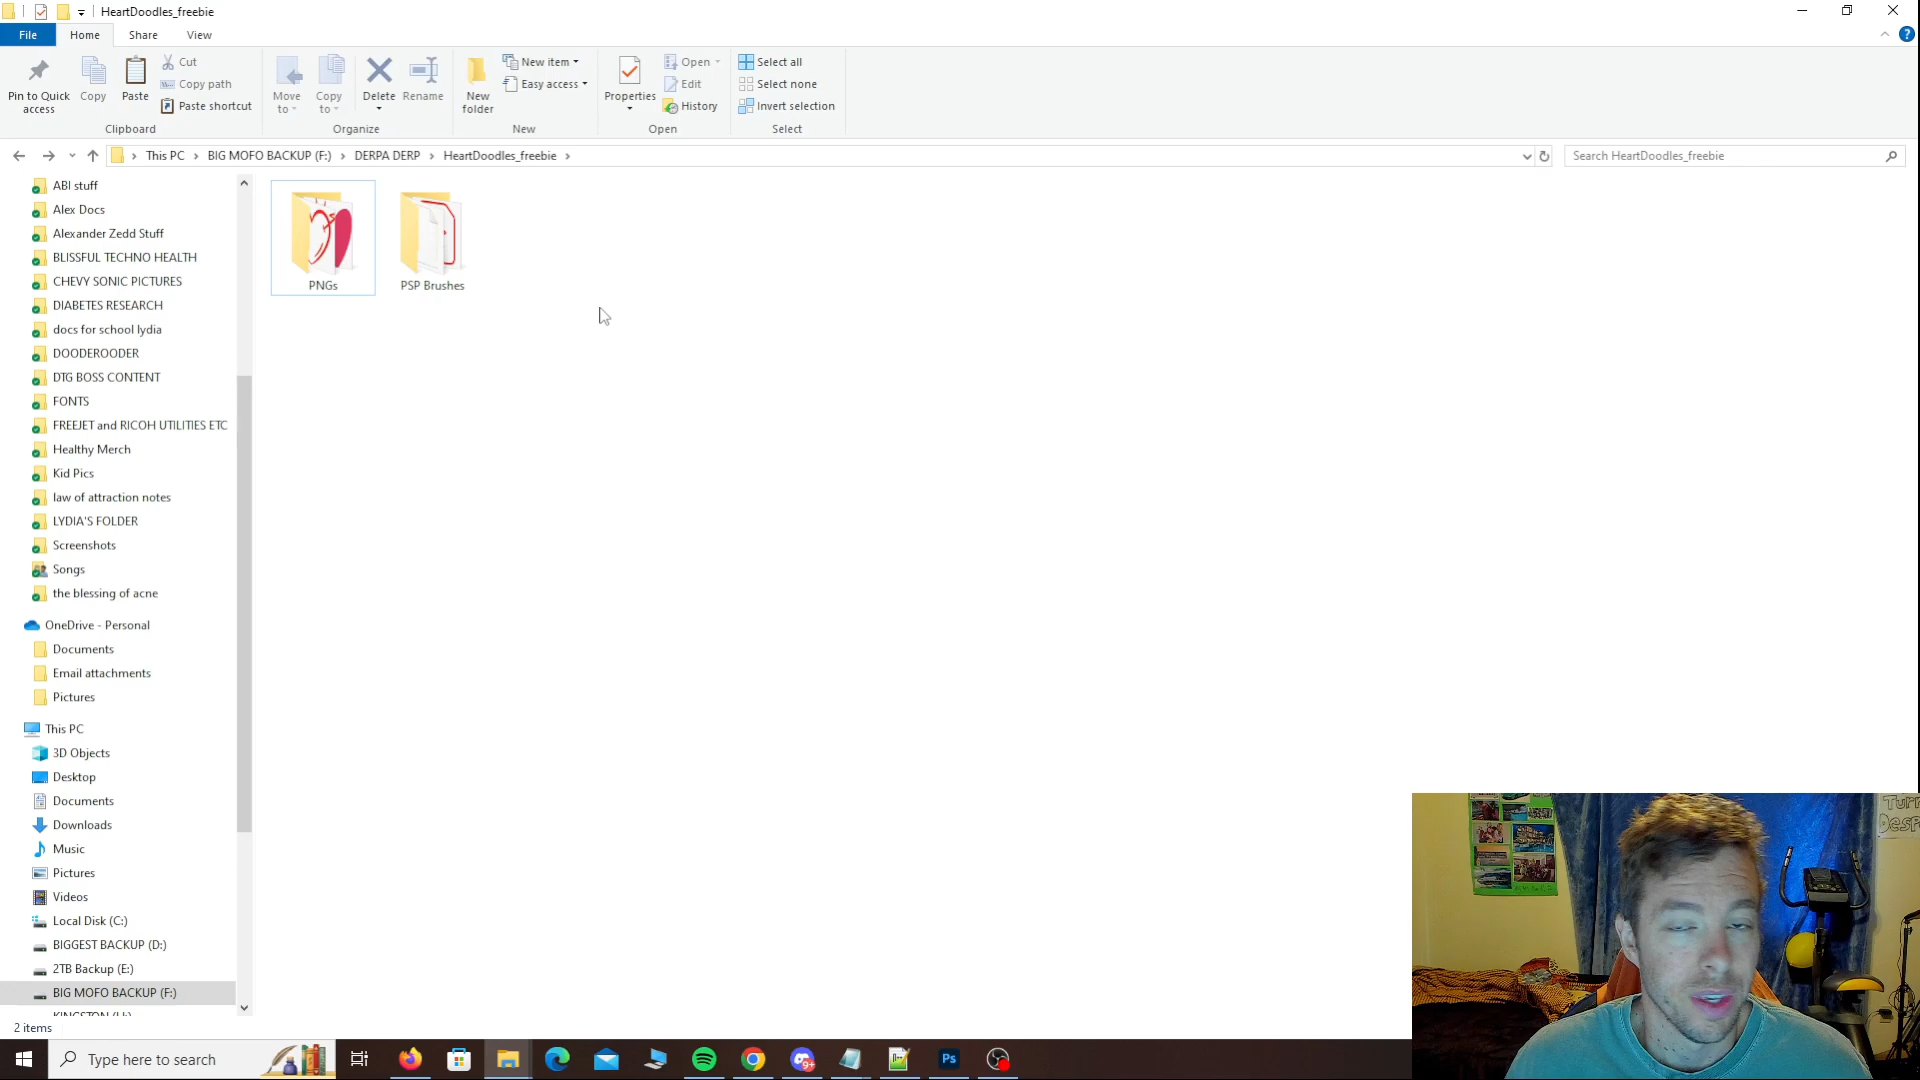 HeartDoodles_freebie
File Home Share View
Pin to Quick access
Copy
Paste
Cut
Copy path
Paste shortcut
Clipboard
Move to
Copy to
Delete
Rename
Organize
New folder
New item
Easy access
New
Properties
Open
Edit
History
Open
Select all
Select none
Invert selection
Select
This PC > BIG MOFO BACKUP (F:) > DERPA DERP > HeartDoodles_freebie >
Search HeartDoodles_freebie
ABI stuff
Alex Docs
Alexander Zedd Stuff
BLISSFUL TECHNO HEALTH
CHEVY SONIC PICTURES
DIABETES RESEARCH
docs for school lydia
DOODEROODER
DTG BOSS CONTENT
FONTS
FREEJET and RICOH UTILITIES ETC
Healthy Merch
Kid Pics
law of attraction notes
LYDIA'S FOLDER
Screenshots
Songs
the blessing of acne
OneDrive - Personal
Documents
Email attachments
Pictures
This PC
3D Objects
Desktop
Documents
Downloads
Music
Pictures
Videos
Local Disk (C:)
BIGGEST BACKUP (D:)
2TB Backup (E:)
BIG MOFO BACKUP (F:)
PNGs
PSP Brushes
2 items
Type here to search
Ps